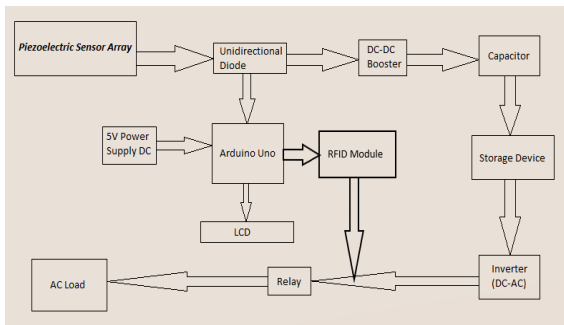 Piezoelectric Sensor Array
Unidirectional
Diode
DC-DC
Booster
Capacitor
5V Power
Supply DC
Arduino Uno
RFID Module
Storage Device
LCD
AC Load
Relay
Inverter
(DC-AC)